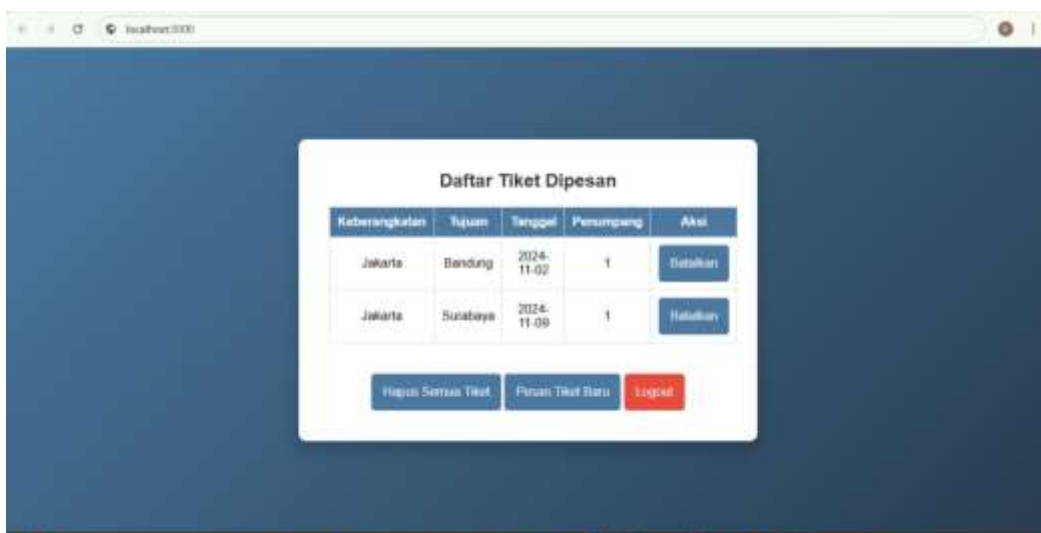 localhost:3000
Daftar Tiket Dipesan
Keberangkatan Tujuan Tanggal Penumpang Aksi
Jakarta Bandung 2024-
11-02 1 Batalkan
Jakarta Surabaya 2024-
11-09 1 Batalkan
Hapus Semua Tiket Pesan Tiket Baru Logout